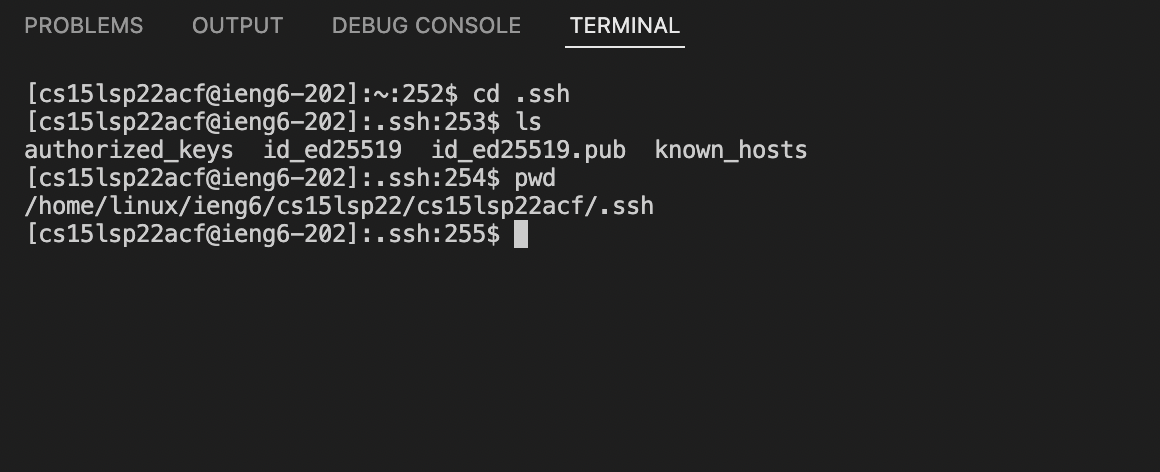 PROBLEMS OUTPUT DEBUG CONSOLE TERMINAL
[cs15lsp22acf@ieng6-202]:~:252$ cd .ssh
[cs15lsp22acf@ieng6-202]:.ssh:253$ ls
authorized_keys  id_ed25519  id_ed25519.pub  known_hosts
[cs15lsp22acf@ieng6-202]:.ssh:254$ pwd
/home/linux/ieng6/cs15lsp22/cs15lsp22acf/.ssh
[cs15lsp22acf@ieng6-202]:.ssh:255$